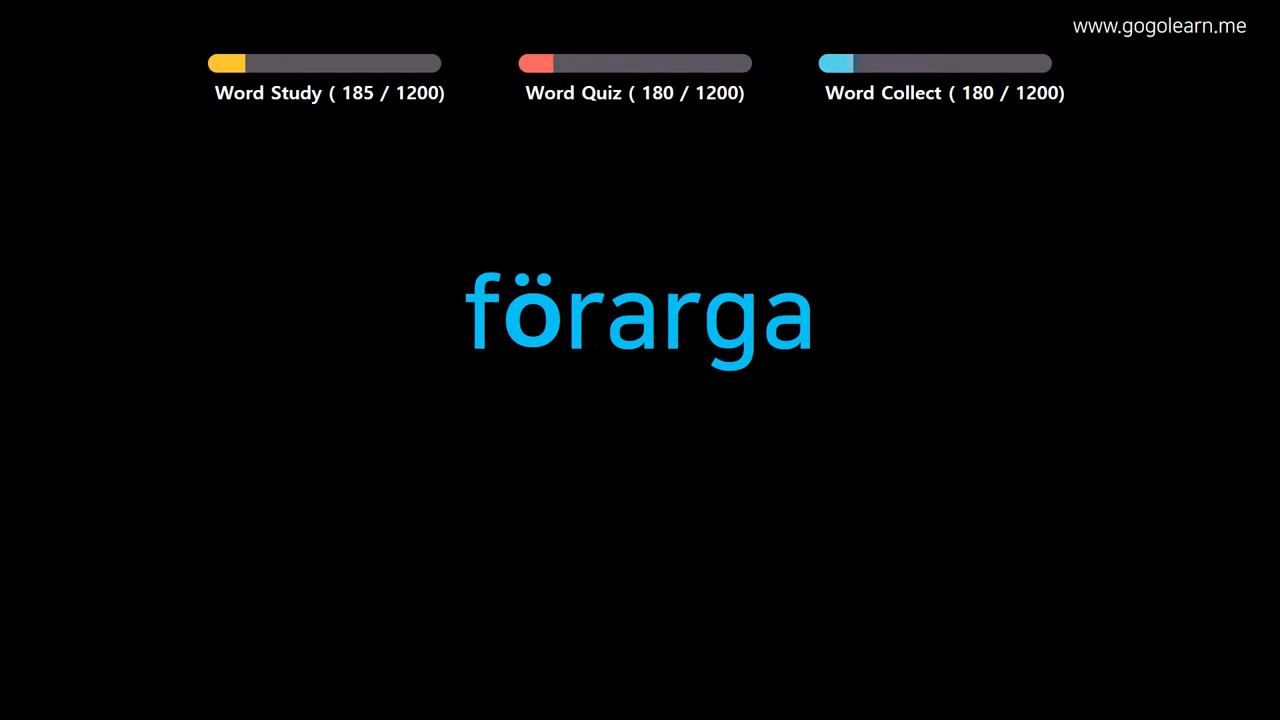 www.gogolearn.me
Word Study ( 185 / 1200)
Word Quiz ( 180 / 1200)
Word Collect ( 180 / 1200)
förarga